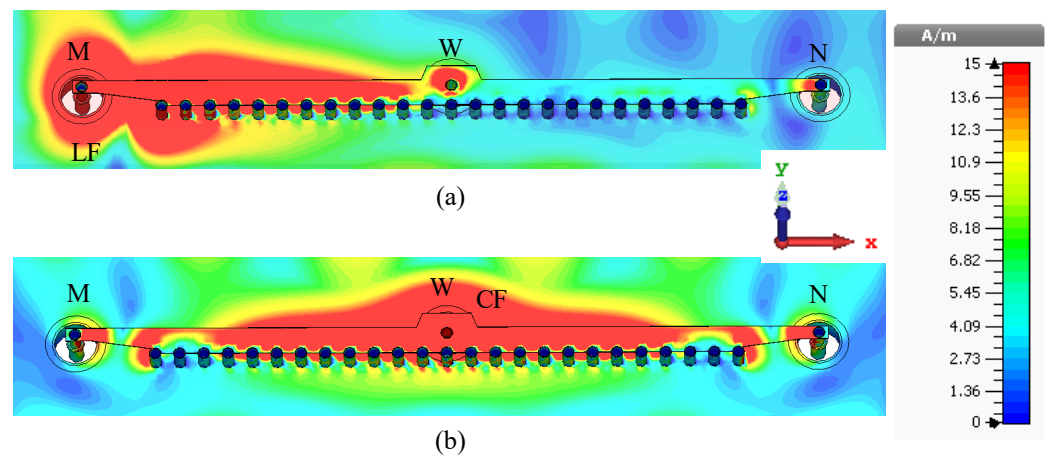 M
W
N
LF
(a)
M
W
CF
N
(b)
y
z
x
A/m
15
13.6
12.3
10.9
9.55
8.18
6.82
5.45
4.09
2.73
1.36
0